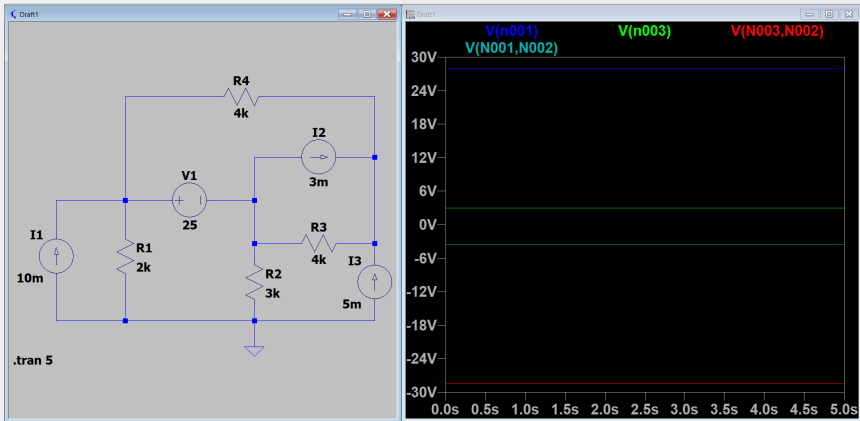 Draft1
R4
4k
I2
3m
V1
25
I1
10m
R1
2k
R3
4k
I3
5m
R2
3k
.tran 5
Draft1
V(n001) V(n003) V(N003,N002)
V(N001,N002)
30V
24V
18V
12V
6V
0V
-6V
-12V
-18V
-24V
-30V
0.0s 0.5s 1.0s 1.5s 2.0s 2.5s 3.0s 3.5s 4.0s 4.5s 5.0s